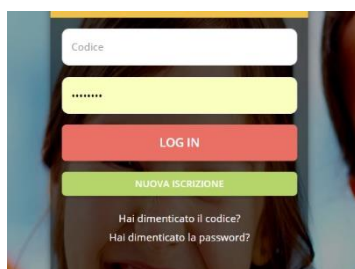 Codice
••••••••
LOG IN
NUOVA ISCRIZIONE
Hai dimenticato il codice?
Hai dimenticato la password?